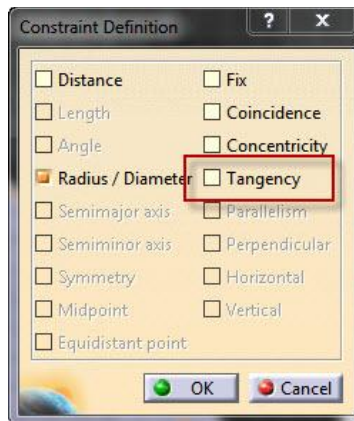 Constraint Definition ? X
Distance Fix
Length Coincidence
Angle Concentricity
Radius / Diameter Tangency
Semimajor axis Parallelism
Semiminor axis Perpendicular
Symmetry Horizontal
Midpoint Vertical
Equidistant point
OK Cancel